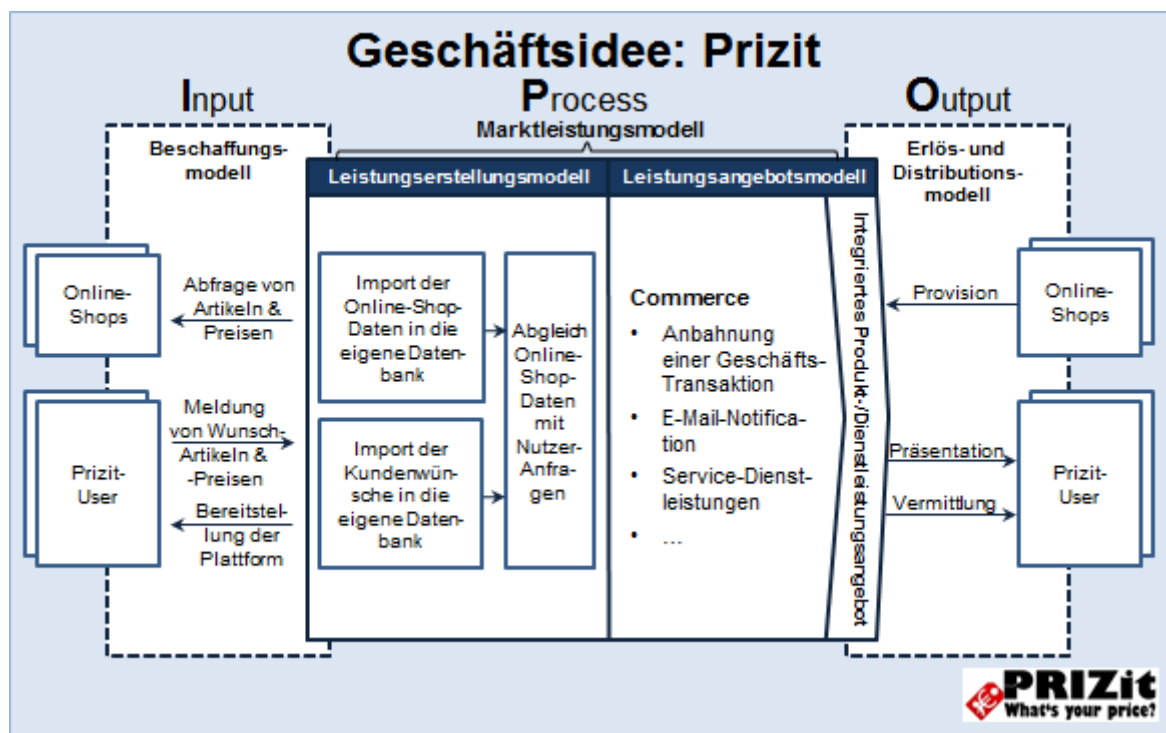 Geschäftsidee: Prizit
Input
Process
Output
Marktleistungsmodell
Beschaffungs-
modell
Leistungserstellungsmodell
Leistungsangebotsmodell
Erlös- und
Distributions-
modell
Online-
Shops
Abfrage von
Artikeln &
Preisen
Prizit-
User
Meldung
von Wunsch-
Artikeln &
-Preisen
Bereitstel-
lung der
Plattform
Import der
Online-Shop-
Daten in die
eigene Daten-
bank
Import der
Kundenwün-
sche in die
eigene Daten-
bank
Abgleich
Online-
Shop-
Daten
mit
Nutzer-
Anfra-
gen
Commerce
• Anbahnung
einer Geschäfts-
Transaktion
• E-Mail-Notifica-
tion
• Service-Dienst-
leistungen
• ...
Integriertes Produkt-/Dienstleistungsangebot
Provision
Online-
Shops
Präsentation
Vermittlung
Prizit-
User
PRIZit
What's your price?